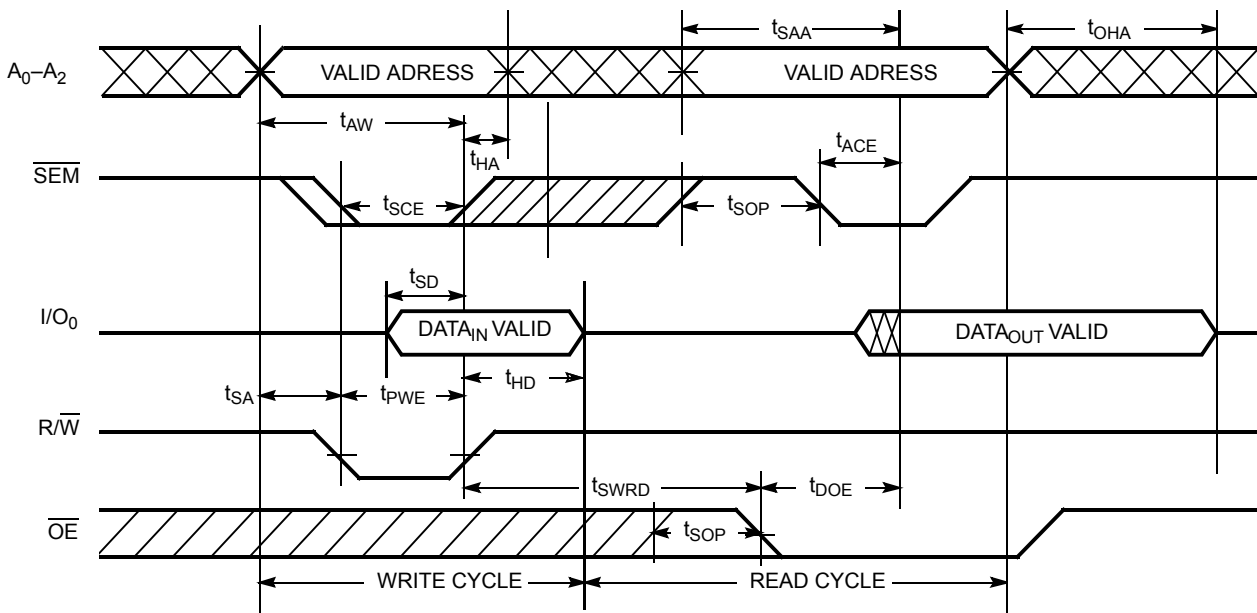 tSAA
tOHA
A0–A2
VALID ADRESS
VALID ADRESS
tAW
tHA
tACE
SEM
tSCE
tSOP
tSD
I/O0
DATAIN VALID
DATAOUT VALID
tSA
tPWE
tHD
R/W
tSWRD
tDOE
OE
tSOP
WRITE CYCLE
READ CYCLE